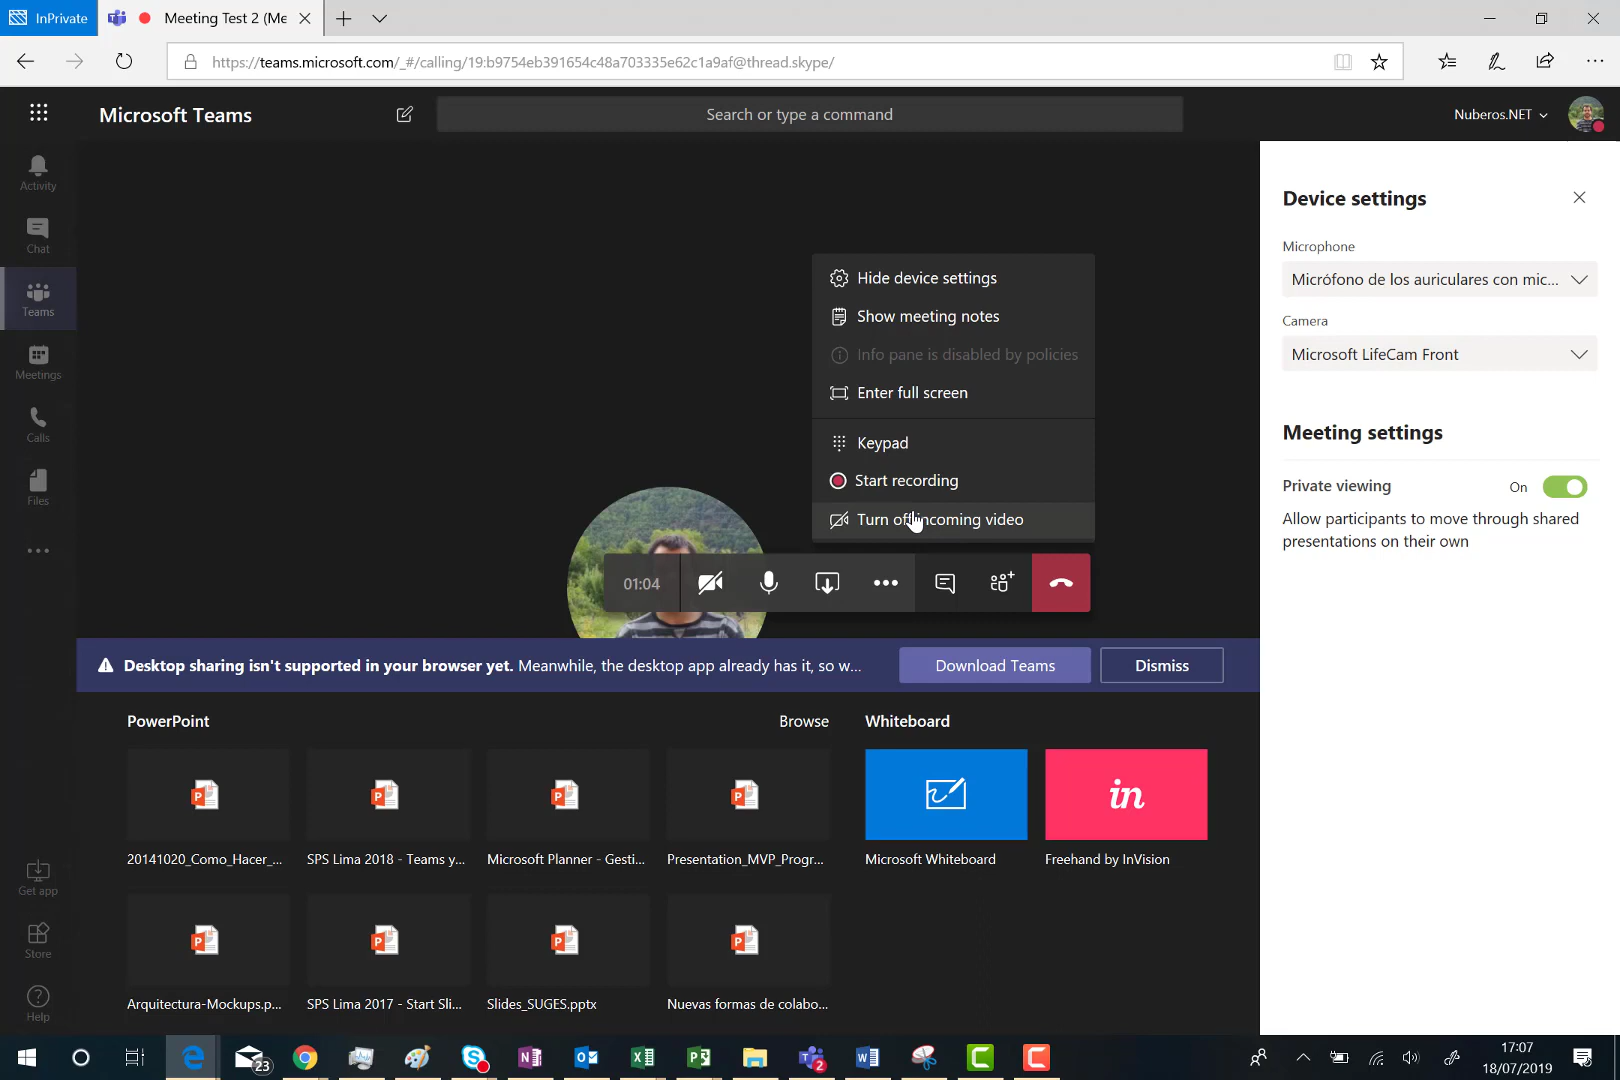 InPrivate
Meeting Test 2 (Me
https://teams.microsoft.com/_#/calling/19:b9754eb391654c48a703335e62c1a9af@thread.skype/
Microsoft Teams
Search or type a command
Nuberos.NET
Activity
Chat
Teams
Meetings
Calls
Files
Get app
Store
Help
Hide device settings
Show meeting notes
Info pane is disabled by policies
Enter full screen
Keypad
Start recording
Turn off incoming video
01:04
Device settings
Microphone
Micrófono de los auriculares con mic...
Camera
Microsoft LifeCam Front
Meeting settings
Private viewing On
Allow participants to move through shared
presentations on their own
Desktop sharing isn't supported in your browser yet. Meanwhile, the desktop app already has it, so w...
Download Teams
Dismiss
PowerPoint
Browse
20141020_Como_Hacer_...
SPS Lima 2018 - Teams y...
Microsoft Planner - Gesti...
Presentation_MVP_Progr...
Arquitectura-Mockups.p...
SPS Lima 2017 - Start Sli...
Slides_SUGES.pptx
Nuevas formas de colabo...
Whiteboard
in
Microsoft Whiteboard
Freehand by InVision
23
2
17:07
18/07/2019